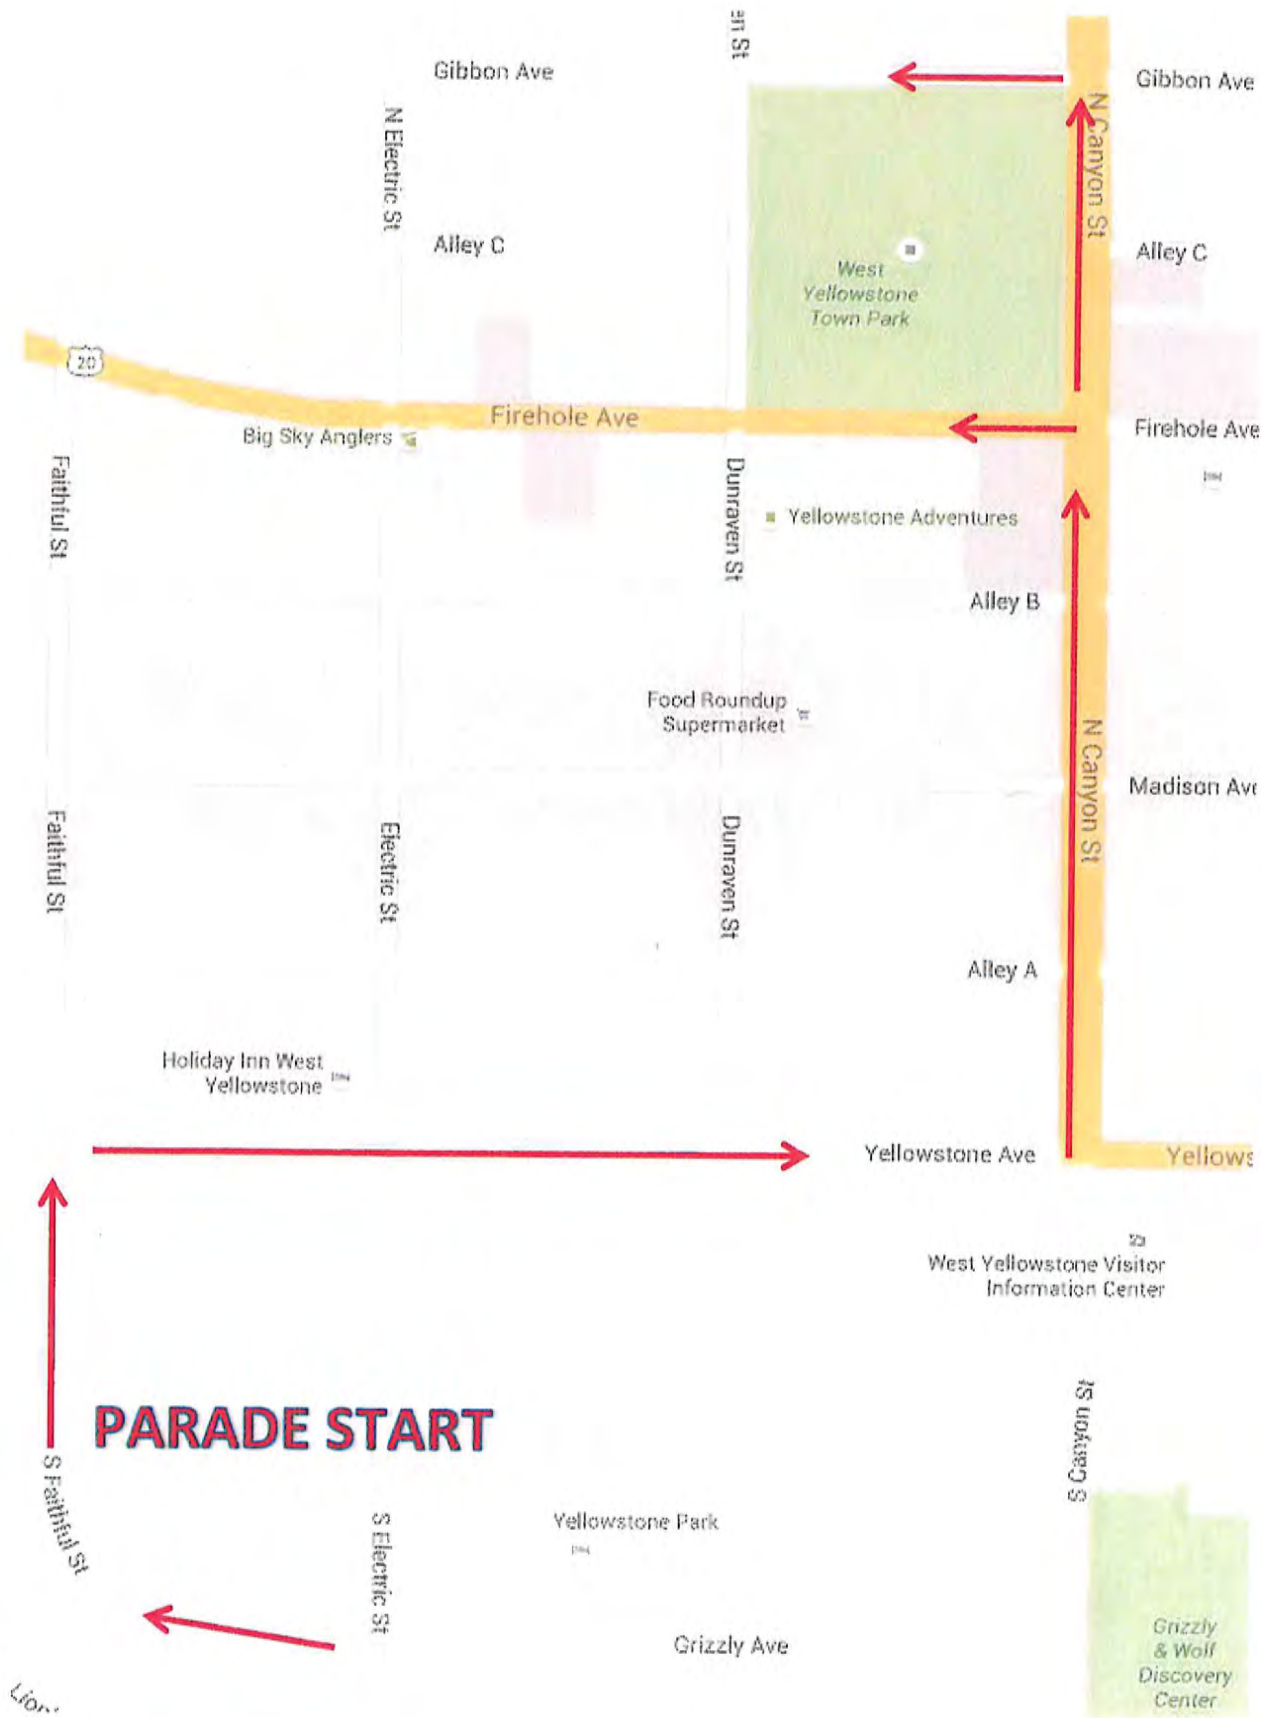 an St
Gibbon Ave
Gibbon Ave
N Electric St
N Canyon St
Alley C
Alley C
West
Yellowstone
Town Park
20
Firehole Ave
Firehole Ave
Big Sky Anglers
Faithful St
Dunraven St
Yellowstone Adventures
Alley B
Food Roundup
Supermarket
N Canyon St
Madison Ave
Faithful St
Electric St
Dunraven St
Alley A
Holiday Inn West
Yellowstone
Yellowstone Ave
Yellows
West Yellowstone Visitor
Information Center
S Canyon St
PARADE START
S Faithful St
S Electric St
Yellowstone Park
Grizzly Ave
Grizzly
& Wolf
Discovery
Center